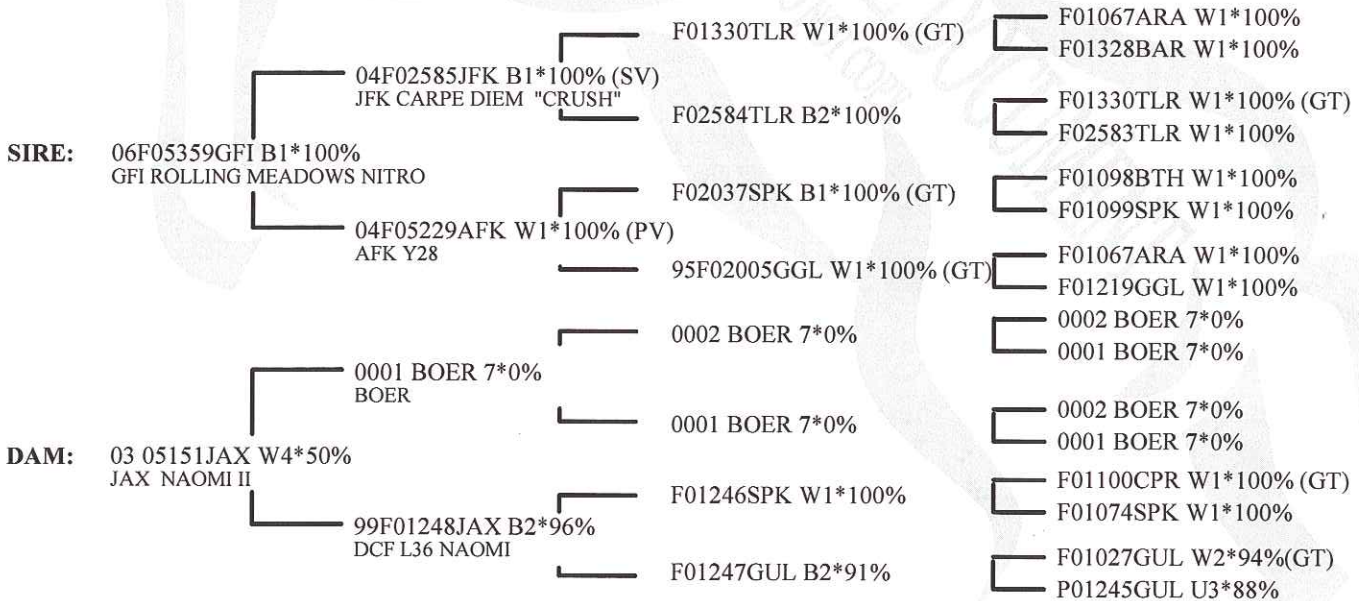 SIRE: 06F05359GFI B1*100%
GFI ROLLING MEADOWS NITRO
04F02585JFK B1*100% (SV)
JFK CARPE DIEM "CRUSH"
F01330TLR W1*100% (GT)
F01067ARA W1*100%
F01328BAR W1*100%
F02584TLR B2*100%
F01330TLR W1*100% (GT)
F02583TLR W1*100%
04F05229AFK W1*100% (PV)
AFK Y28
F02037SPK B1*100% (GT)
F01098BTH W1*100%
F01099SPK W1*100%
95F02005GGL W1*100% (GT)
F01067ARA W1*100%
F01219GGL W1*100%
DAM: 03 05151JAX W4*50%
JAX NAOMI II
0001 BOER 7*0%
BOER
0002 BOER 7*0%
0002 BOER 7*0%
0001 BOER 7*0%
0001 BOER 7*0%
0002 BOER 7*0%
0001 BOER 7*0%
99F01248JAX B2*96%
DCF L36 NAOMI
F01246SPK W1*100%
F01100CPR W1*100% (GT)
F01074SPK W1*100%
F01247GUL B2*91%
F01027GUL W2*94%(GT)
P01245GUL U3*88%